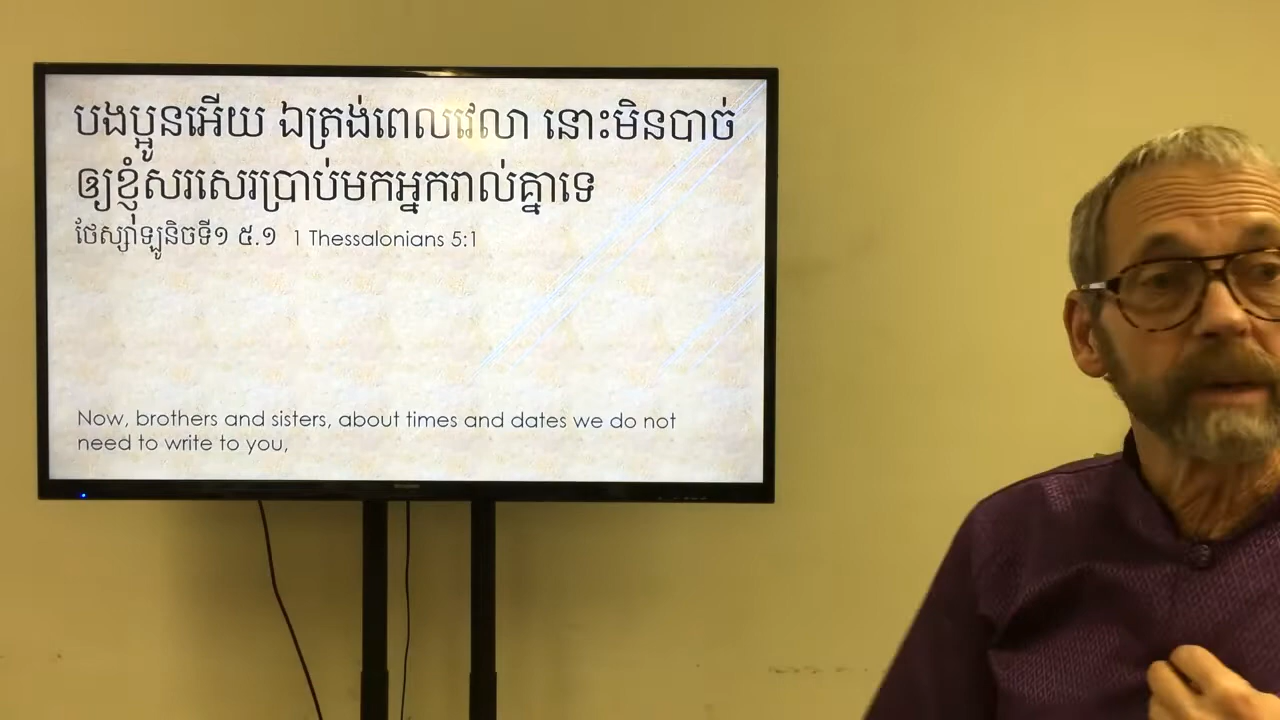 បងប្អូនអើយ ឯត្រង់ពេលវេលា នោះមិនបាច់
ឲ្យខ្ញុំសរសេរប្រាប់មកអ្នករាល់គ្នាទេ
ថែស្សាឡូនិចទី១ ៥.១ 1 Thessalonians 5:1
Now, brothers and sisters, about times and dates we do not
need to write to you,